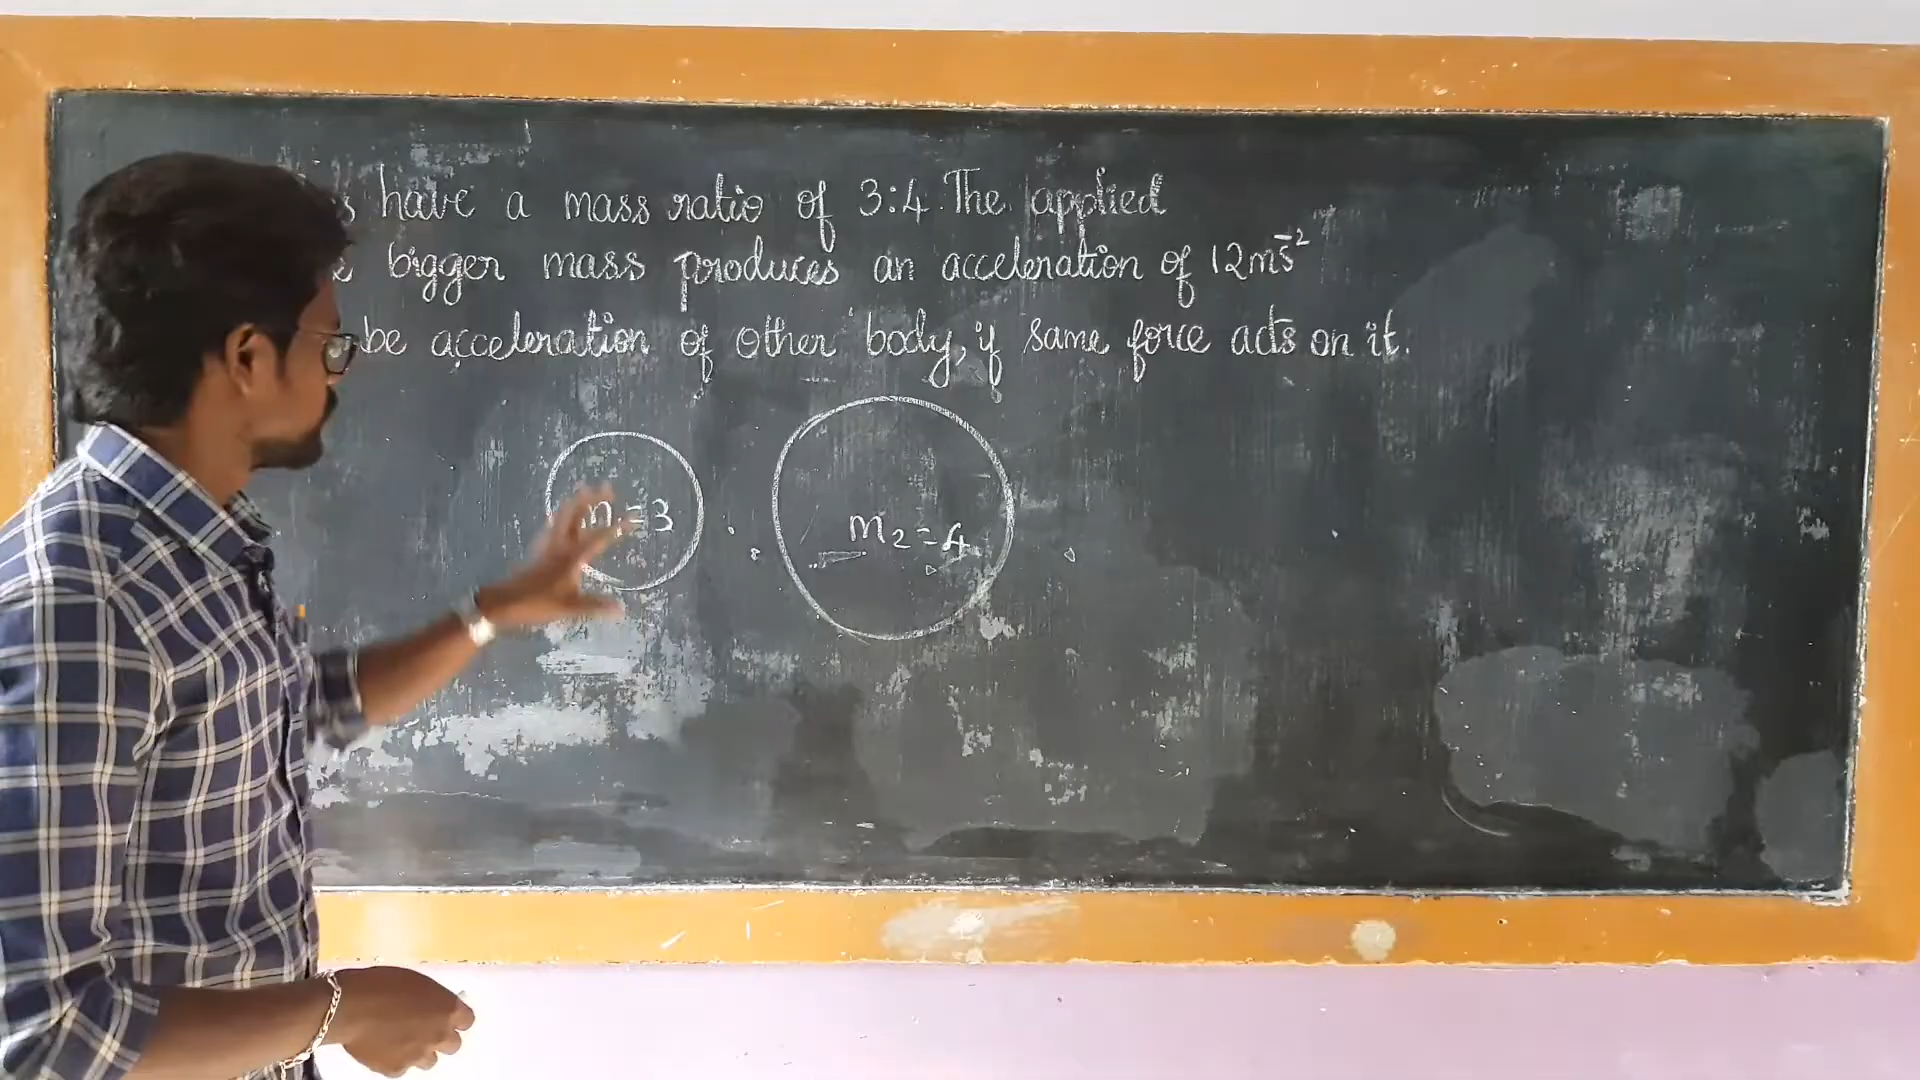 have a mass ratio of 3:4. The applied
bigger mass produces an acceleration of 12ms⁻²
be acceleration of other body, if same force acts on it.
m₁=3
m₂=4